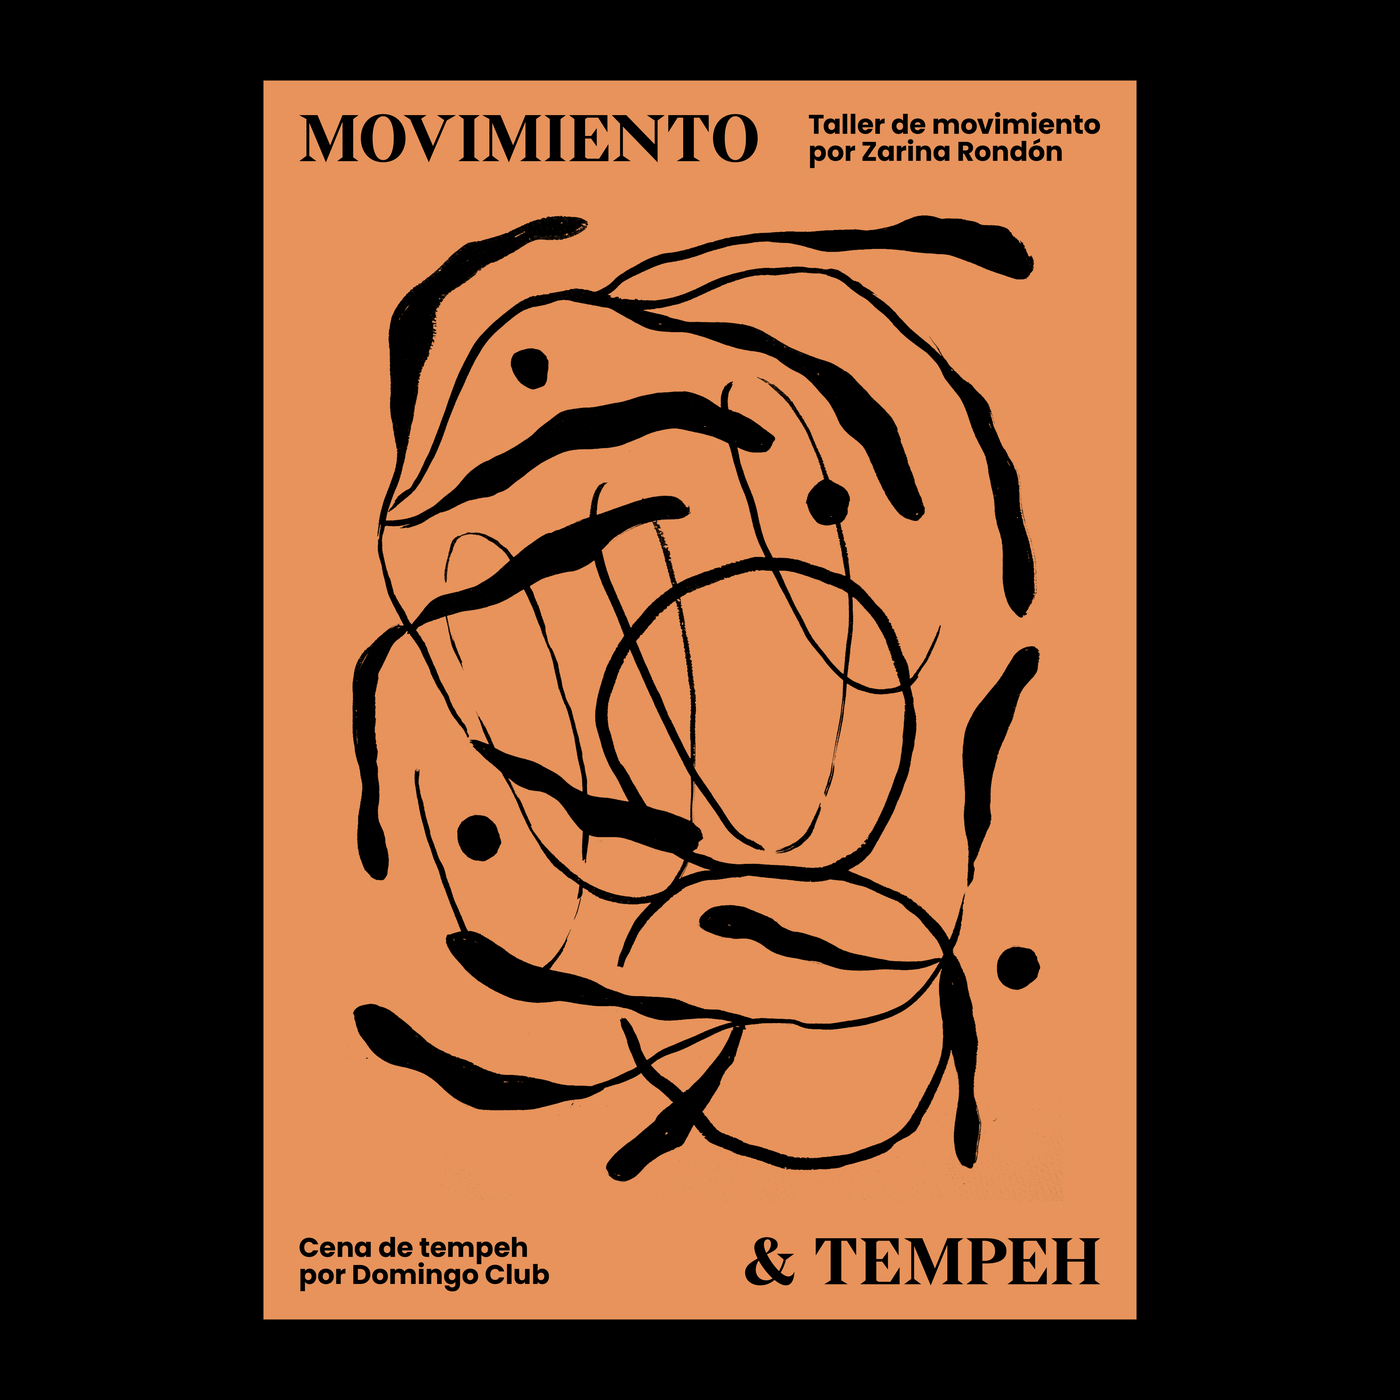 MOVIMIENTO
Taller de movimiento
por Zarina Rondón
Cena de tempeh
por Domingo Club
& TEMPEH